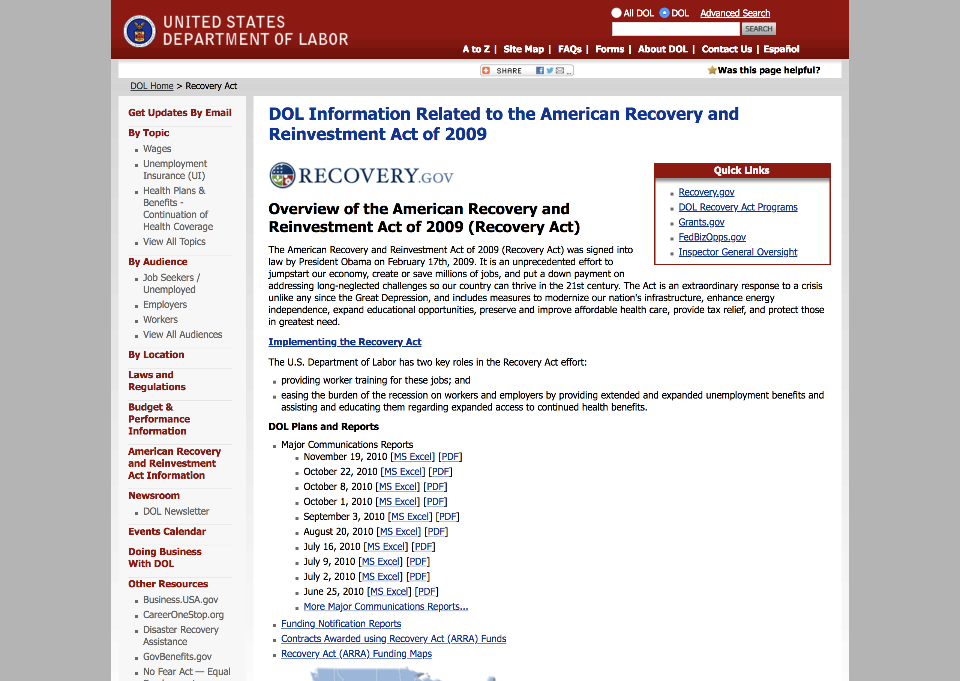 UNITED STATES
DEPARTMENT OF LABOR
All DOL DOL Advanced Search
SEARCH
A to Z | Site Map | FAQs | Forms | About DOL | Contact Us | Español
SHARE ...
Was this page helpful?
DOL Home > Recovery Act
Get Updates By Email
By Topic
Wages
Unemployment
Insurance (UI)
Health Plans &
Benefits -
Continuation of
Health Coverage
View All Topics
By Audience
Job Seekers /
Unemployed
Employers
Workers
View All Audiences
By Location
Laws and
Regulations
Budget &
Performance
Information
American Recovery
and Reinvestment
Act Information
Newsroom
DOL Newsletter
Events Calendar
Doing Business
With DOL
Other Resources
Business.USA.gov
CareerOneStop.org
Disaster Recovery
Assistance
GovBenefits.gov
No Fear Act — Equal
DOL Information Related to the American Recovery and
Reinvestment Act of 2009
RECOVERY.GOV
Quick Links
Recovery.gov
DOL Recovery Act Programs
Grants.gov
FedBizOpps.gov
Inspector General Oversight
Overview of the American Recovery and
Reinvestment Act of 2009 (Recovery Act)
The American Recovery and Reinvestment Act of 2009 (Recovery Act) was signed into
law by President Obama on February 17th, 2009. It is an unprecedented effort to
jumpstart our economy, create or save millions of jobs, and put a down payment on
addressing long-neglected challenges so our country can thrive in the 21st century. The Act is an extraordinary response to a crisis
unlike any since the Great Depression, and includes measures to modernize our nation's infrastructure, enhance energy
independence, expand educational opportunities, preserve and improve affordable health care, provide tax relief, and protect those
in greatest need.
Implementing the Recovery Act
The U.S. Department of Labor has two key roles in the Recovery Act effort:
providing worker training for these jobs; and
easing the burden of the recession on workers and employers by providing extended and expanded unemployment benefits and
assisting and educating them regarding expanded access to continued health benefits.
DOL Plans and Reports
Major Communications Reports
November 19, 2010 [MS Excel] [PDF]
October 22, 2010 [MS Excel] [PDF]
October 8, 2010 [MS Excel] [PDF]
October 1, 2010 [MS Excel] [PDF]
September 3, 2010 [MS Excel] [PDF]
August 20, 2010 [MS Excel] [PDF]
July 16, 2010 [MS Excel] [PDF]
July 9, 2010 [MS Excel] [PDF]
July 2, 2010 [MS Excel] [PDF]
June 25, 2010 [MS Excel] [PDF]
More Major Communications Reports...
Funding Notification Reports
Contracts Awarded using Recovery Act (ARRA) Funds
Recovery Act (ARRA) Funding Maps